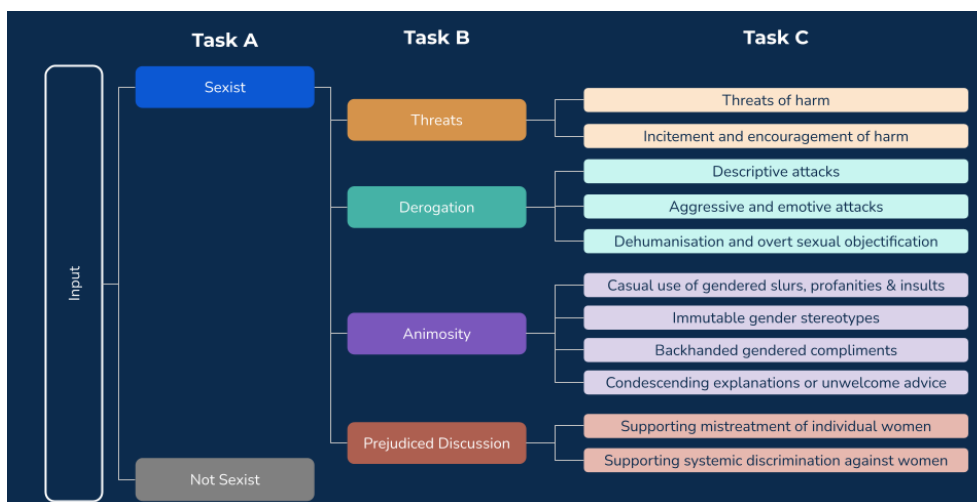 Task A
Task B
Task C
Input
Sexist
Not Sexist
Threats
Derogation
Animosity
Prejudiced Discussion
Threats of harm
Incitement and encouragement of harm
Descriptive attacks
Aggressive and emotive attacks
Dehumanisation and overt sexual objectification
Casual use of gendered slurs, profanities & insults
Immutable gender stereotypes
Backhanded gendered compliments
Condescending explanations or unwelcome advice
Supporting mistreatment of individual women
Supporting systemic discrimination against women